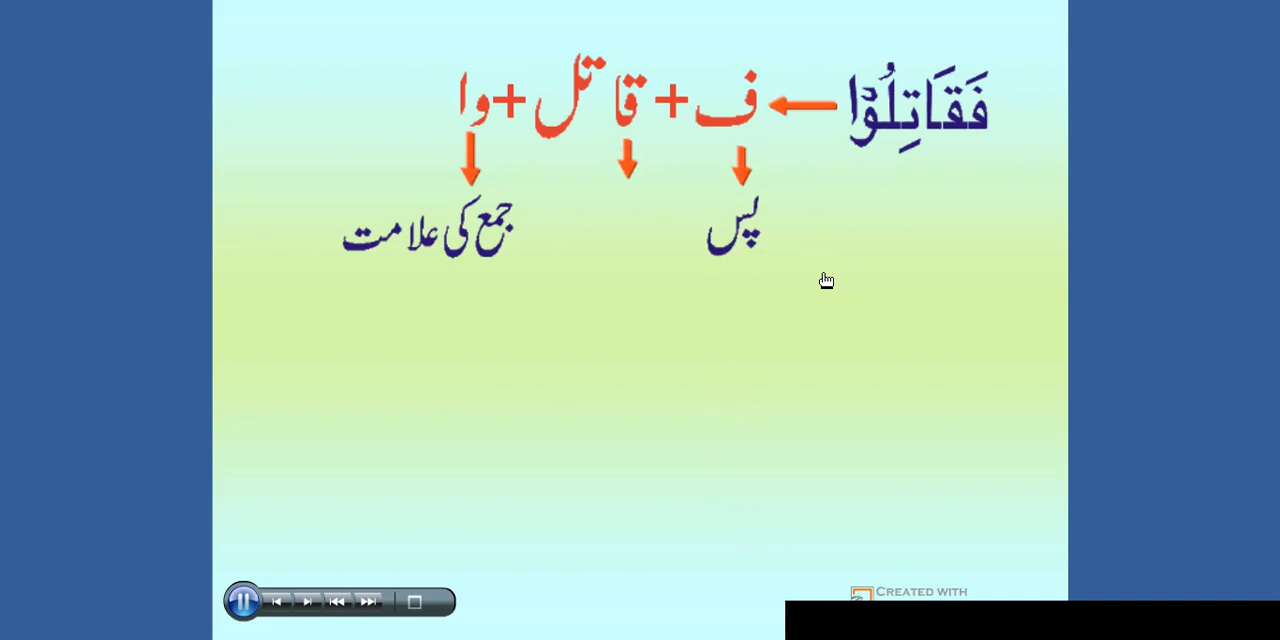 فَقَاتِلُوْٓا ← ف + قاتل + وا
پس
جمع کی علامت
CREATED WITH